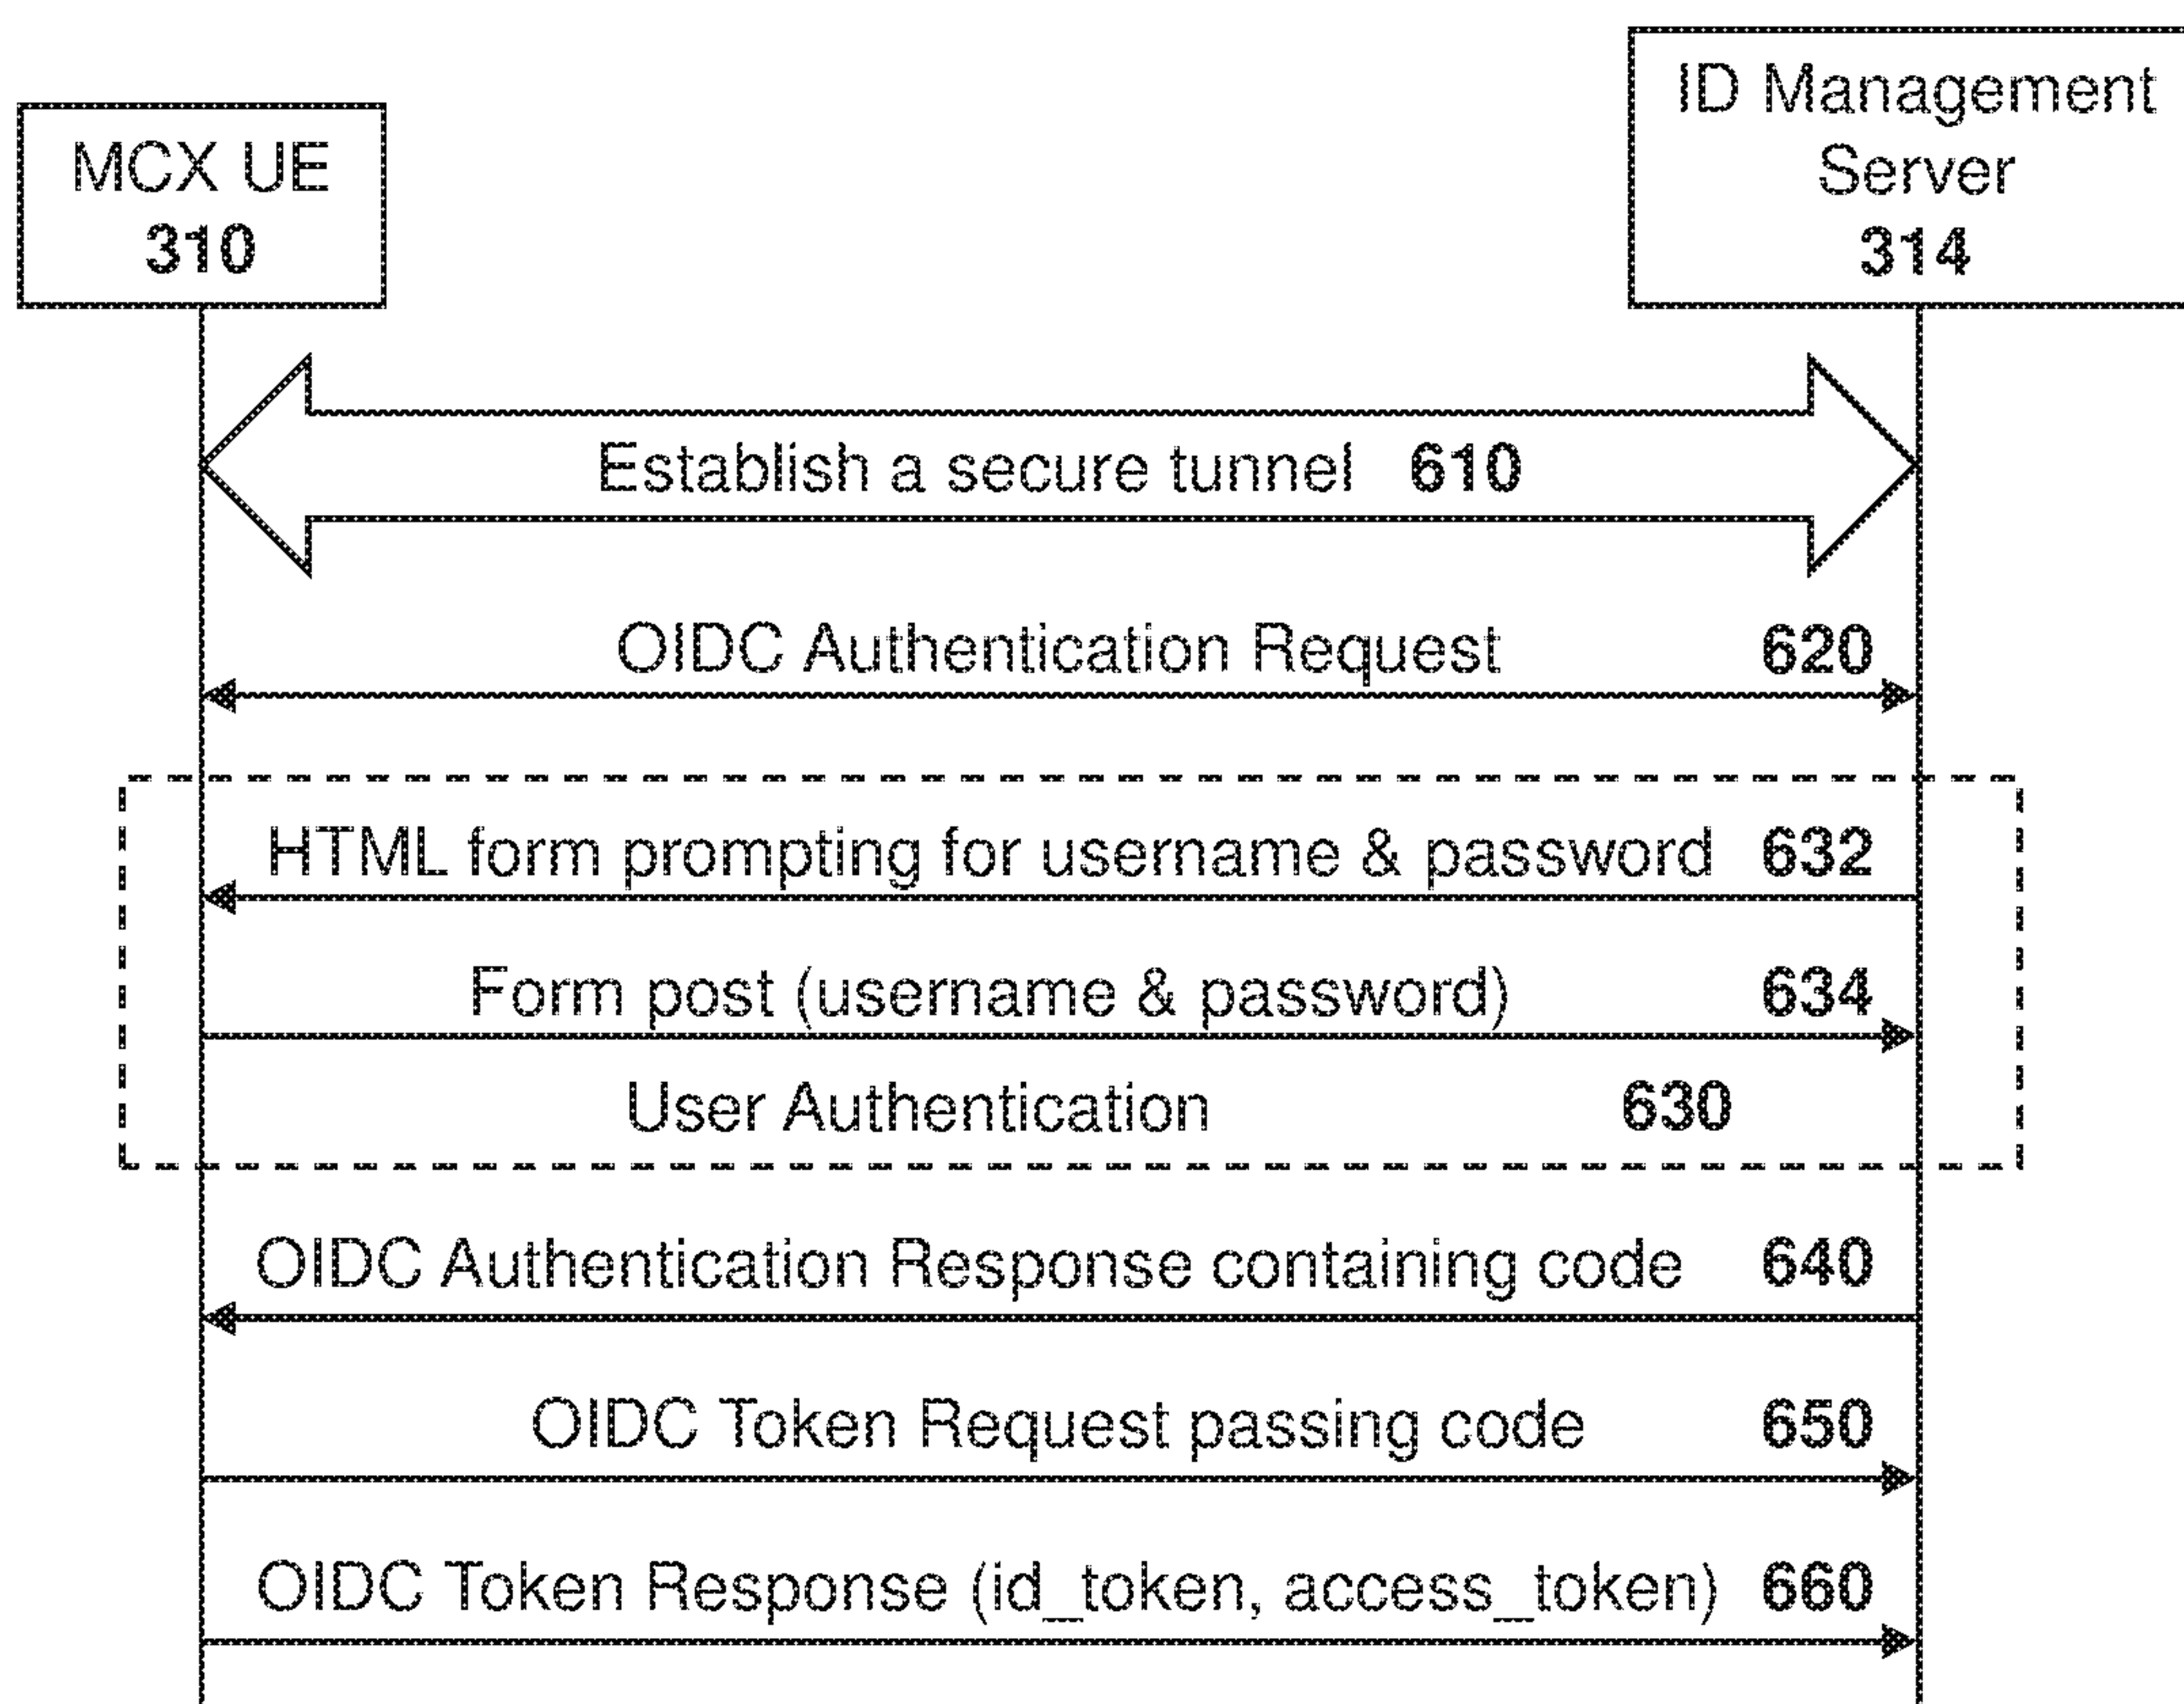 MCX UE
310
ID Management
Server
314
Establish a secure tunnel 610
OIDC Authentication Request 620
HTML form prompting for username & password 632
Form post (username & password) 634
User Authentication 630
OIDC Authentication Response containing code 640
OIDC Token Request passing code 650
OIDC Token Response (id_token, access_token) 660